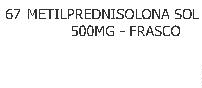 67 METILPREDNISOLONA SOL
500MG - FRASCO